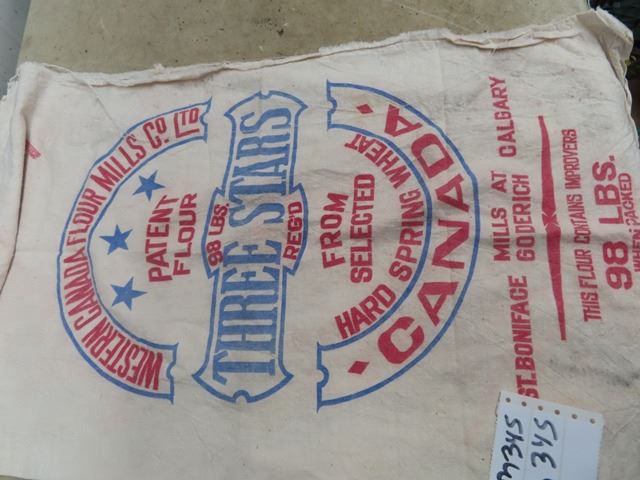 WESTERN CANADA FLOUR MILLS CO. LTD
PATENT
FLOUR
98 LBS.
THREE STARS
REG'D
FROM
SELECTED
HARD SPRING WHEAT
CANADA
MILLS AT
ST. BONIFACE GODERICH CALGARY
THIS FLOUR CONTAINS IMPROVERS
98 LBS.
WHEN PACKED
345
345